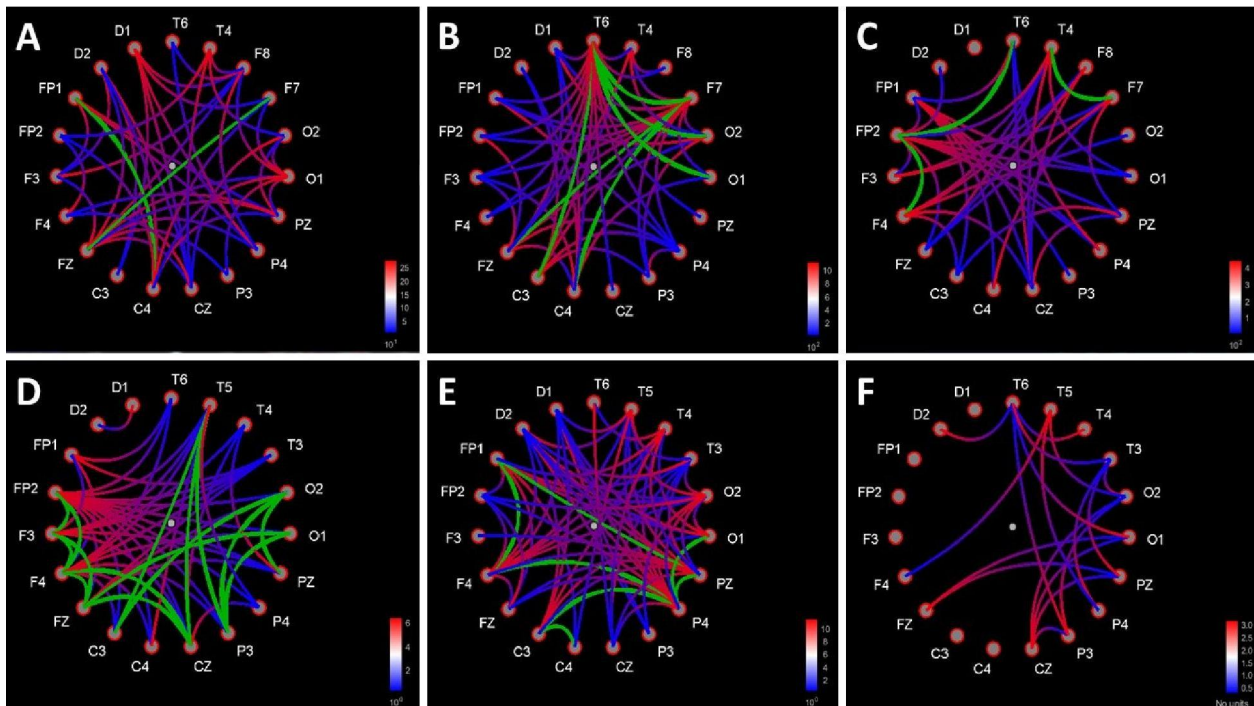 A
D1
T6
T4
D2
F8
FP1
F7
FP2
O2
F3
O1
F4
PZ
FZ
P4
C3
P3
C4
CZ
25
20
15
10
5
10¹
B
D1
T6
T4
D2
F8
FP1
F7
FP2
O2
F3
O1
F4
PZ
FZ
P4
C3
P3
C4
CZ
10
8
6
4
2
10²
C
D1
T6
T4
D2
F8
FP1
F7
FP2
O2
F3
O1
F4
PZ
FZ
P4
C3
P3
C4
CZ
4
3
2
1
10²
D
D1
T6
T5
D2
T4
FP1
T3
FP2
O2
F3
O1
F4
PZ
FZ
P4
C3
P3
C4
CZ
6
4
2
0
10⁰
E
D1
T6
T5
D2
T4
FP1
T3
FP2
O2
F3
O1
F4
PZ
FZ
P4
C3
P3
C4
CZ
10
8
6
4
2
10⁰
F
D1
T6
T5
D2
T4
FP1
T3
FP2
O2
F3
O1
F4
PZ
FZ
P4
C3
P3
C4
CZ
3.0
2.5
2.0
1.5
1.0
0.5
No units